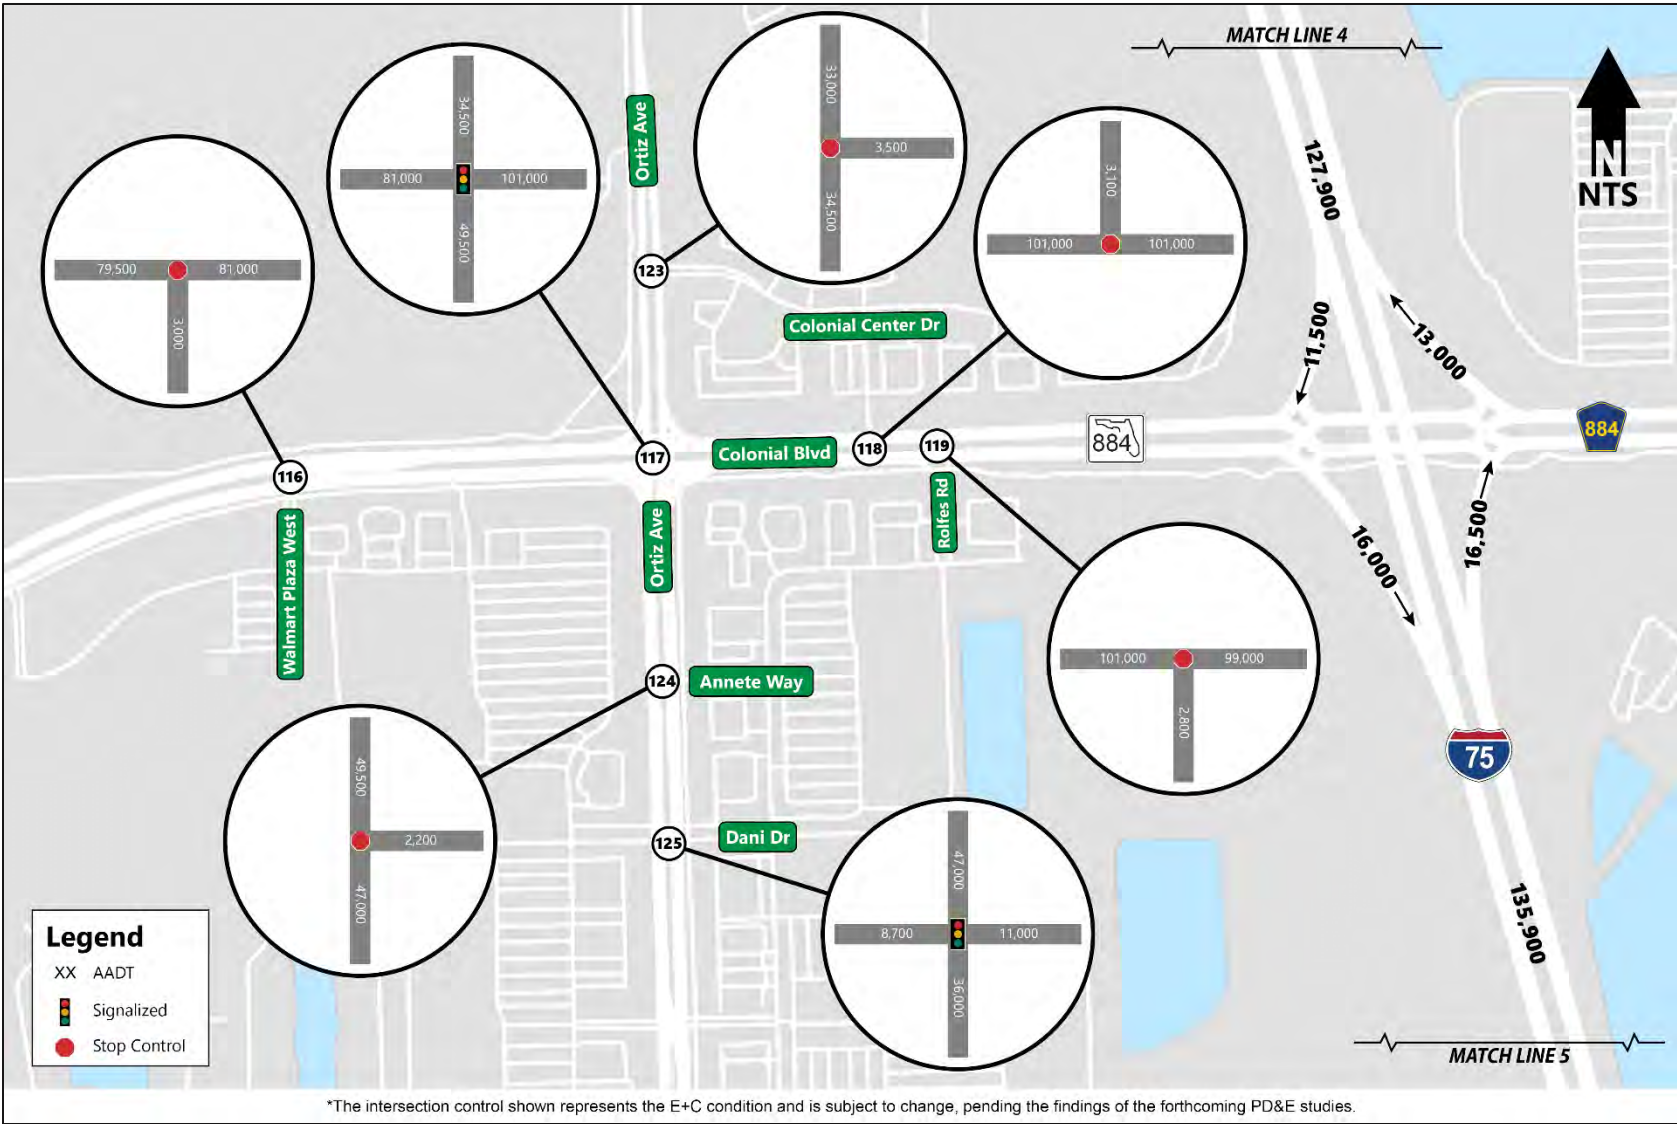 MATCH LINE 4
N
NTS
Ortiz Ave
34,500
81,000
101,000
49,500
33,000
3,500
34,500
3,100
101,000
101,000
79,500
81,000
3,000
127,900
11,500
13,000
123
Colonial Center Dr
884
884
116
117
Colonial Blvd
118
119
Walmart Plaza West
Ortiz Ave
Rolfes Rd
16,000
16,500
101,000
99,000
2,800
124
Annete Way
75
49,500
2,200
47,000
125
Dani Dr
47,000
8,700
11,000
36,000
135,900
Legend
XX AADT
Signalized
Stop Control
MATCH LINE 5
*The intersection control shown represents the E+C condition and is subject to change, pending the findings of the forthcoming PD&E studies.